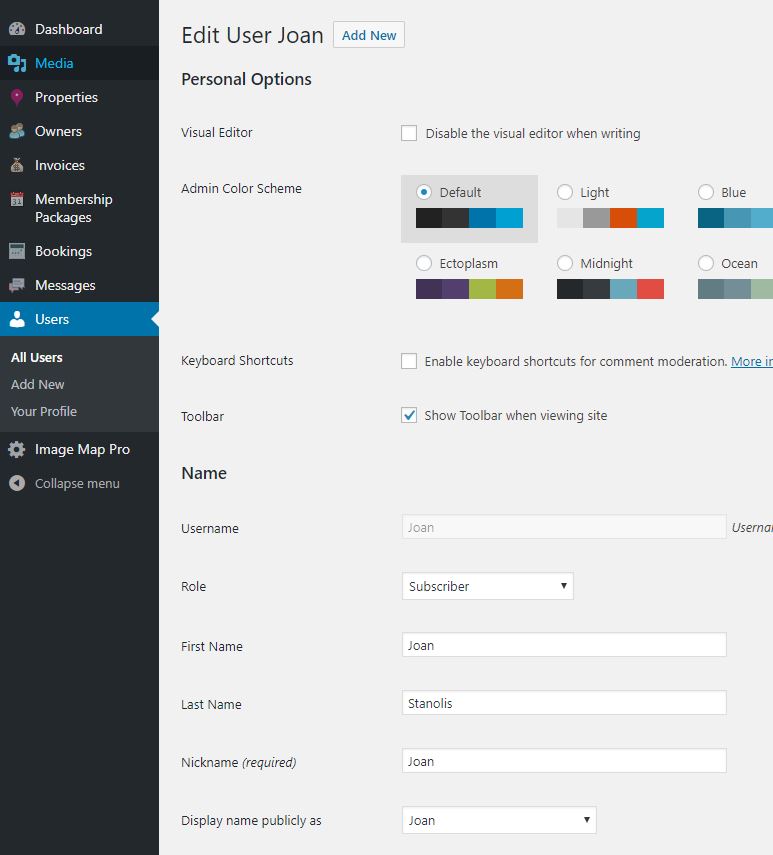 Dashboard
Media
Properties
Owners
Invoices
Membership
Packages
Bookings
Messages
Users
All Users
Add New
Your Profile
Image Map Pro
Collapse menu
Edit User Joan Add New
Personal Options
Visual Editor Disable the visual editor when writing
Admin Color Scheme Default Light Blue
Ectoplasm Midnight Ocean
Keyboard Shortcuts Enable keyboard shortcuts for comment moderation. More in
Toolbar Show Toolbar when viewing site
Name
Username Joan
Role Subscriber
First Name Joan
Last Name Stanolis
Nickname (required) Joan
Display name publicly as Joan